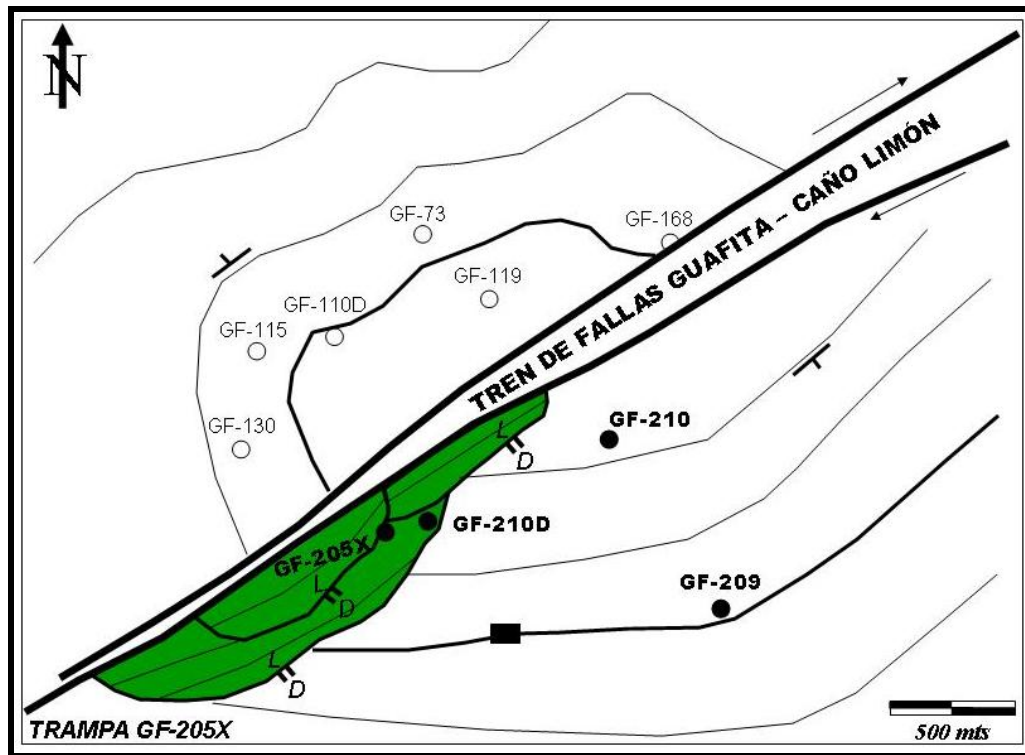 N
TREN DE FALLAS GUAFITA – CAÑO LIMÓN
GF-73
GF-168
GF-119
GF-110D
GF-115
GF-130
L
D
GF-210
GF-210D
GF-205X
L
D
GF-209
L
D
TRAMPA GF-205X
500 mts